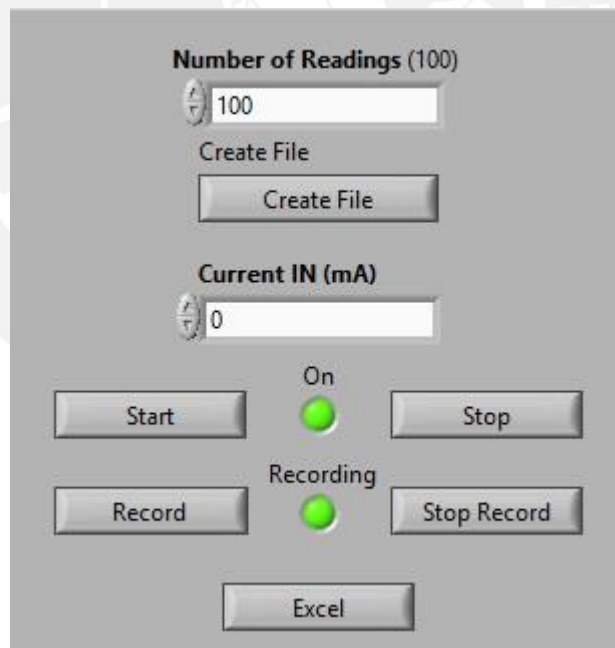 Number of Readings (100)
100
Create File
Create File
Current IN (mA)
0
On
Start
Stop
Recording
Record
Stop Record
Excel